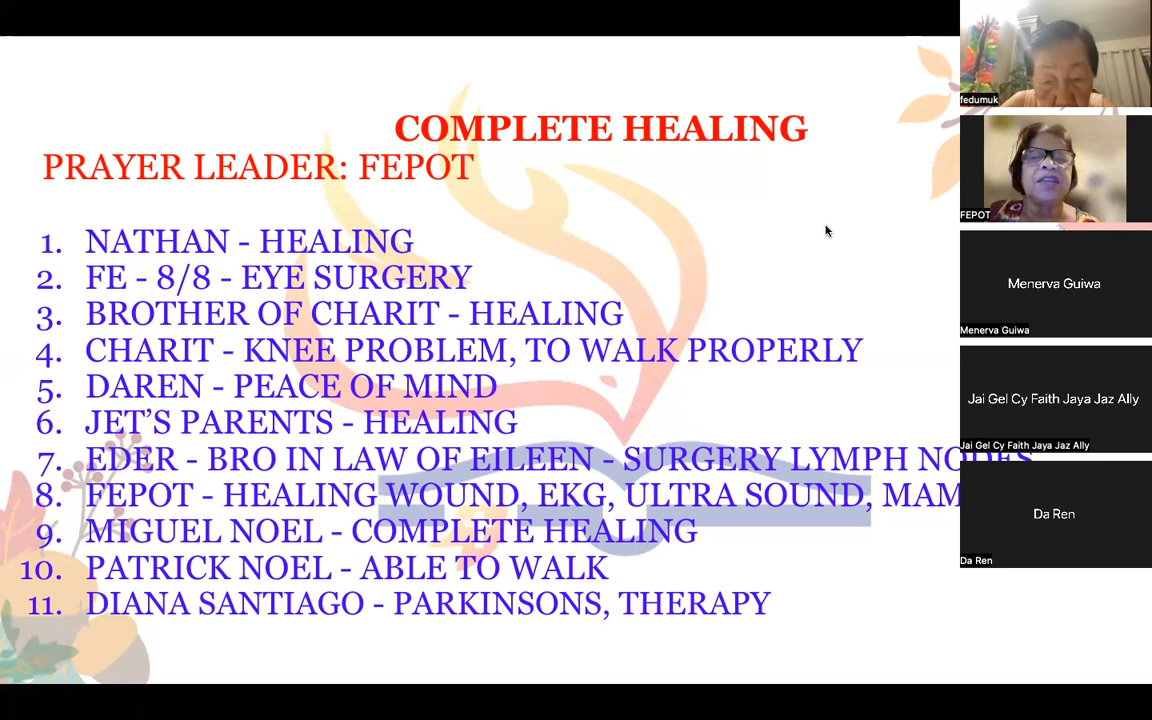 COMPLETE HEALING
PRAYER LEADER: FEPOT
1. NATHAN - HEALING
2. FE - 8/8 - EYE SURGERY
3. BROTHER OF CHARIT - HEALING
4. CHARIT - KNEE PROBLEM, TO WALK PROPERLY
5. DAREN - PEACE OF MIND
6. JET’S PARENTS - HEALING
7. EDER - BRO IN LAW OF EILEEN - SURGERY LYMPH NODES
8. FEPOT - HEALING WOUND, EKG, ULTRA SOUND, MAM
9. MIGUEL NOEL - COMPLETE HEALING
10. PATRICK NOEL - ABLE TO WALK
11. DIANA SANTIAGO - PARKINSONS, THERAPY
fedumuk
FEPOT
Menerva Guiwa
Menerva Guiwa
Jai Gel Cy Faith Jaya Jaz Ally
Jai Gel Cy Faith Jaya Jaz Ally
Da Ren
Da Ren